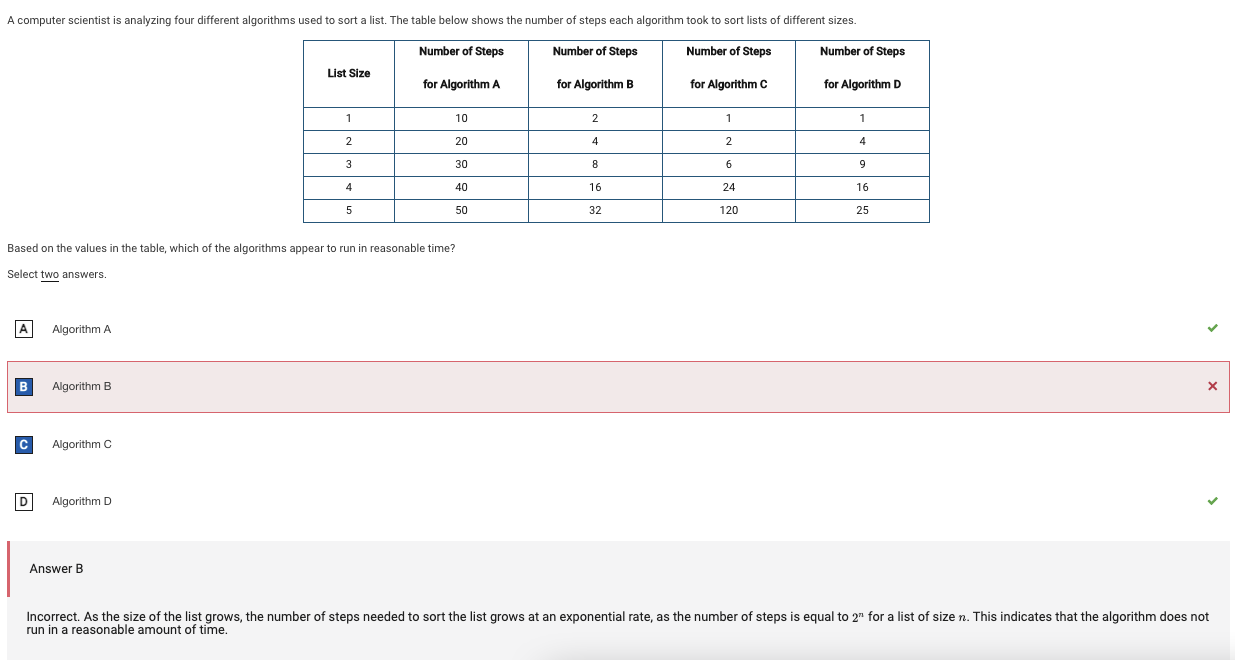 A computer scientist is analyzing four different algorithms used to sort a list. The table below shows the number of steps each algorithm took to sort lists of different sizes.
List Size Number of Steps for Algorithm A Number of Steps for Algorithm B Number of Steps for Algorithm C Number of Steps for Algorithm D
1 10 2 1 1
2 20 4 2 4
3 30 8 6 9
4 40 16 24 16
5 50 32 120 25
Based on the values in the table, which of the algorithms appear to run in reasonable time?
Select two answers.
A Algorithm A
B Algorithm B
C Algorithm C
D Algorithm D
Answer B
Incorrect. As the size of the list grows, the number of steps needed to sort the list grows at an exponential rate, as the number of steps is equal to 2ⁿ for a list of size n. This indicates that the algorithm does not
run in a reasonable amount of time.